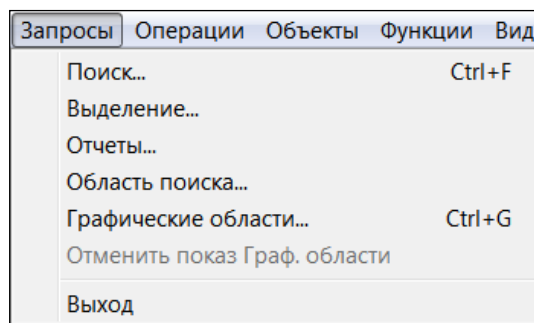 Запросы Операции Объекты Функции Вид
Поиск... Ctrl+F
Выделение...
Отчеты...
Область поиска...
Графические области... Ctrl+G
Отменить показ Граф. области
Выход